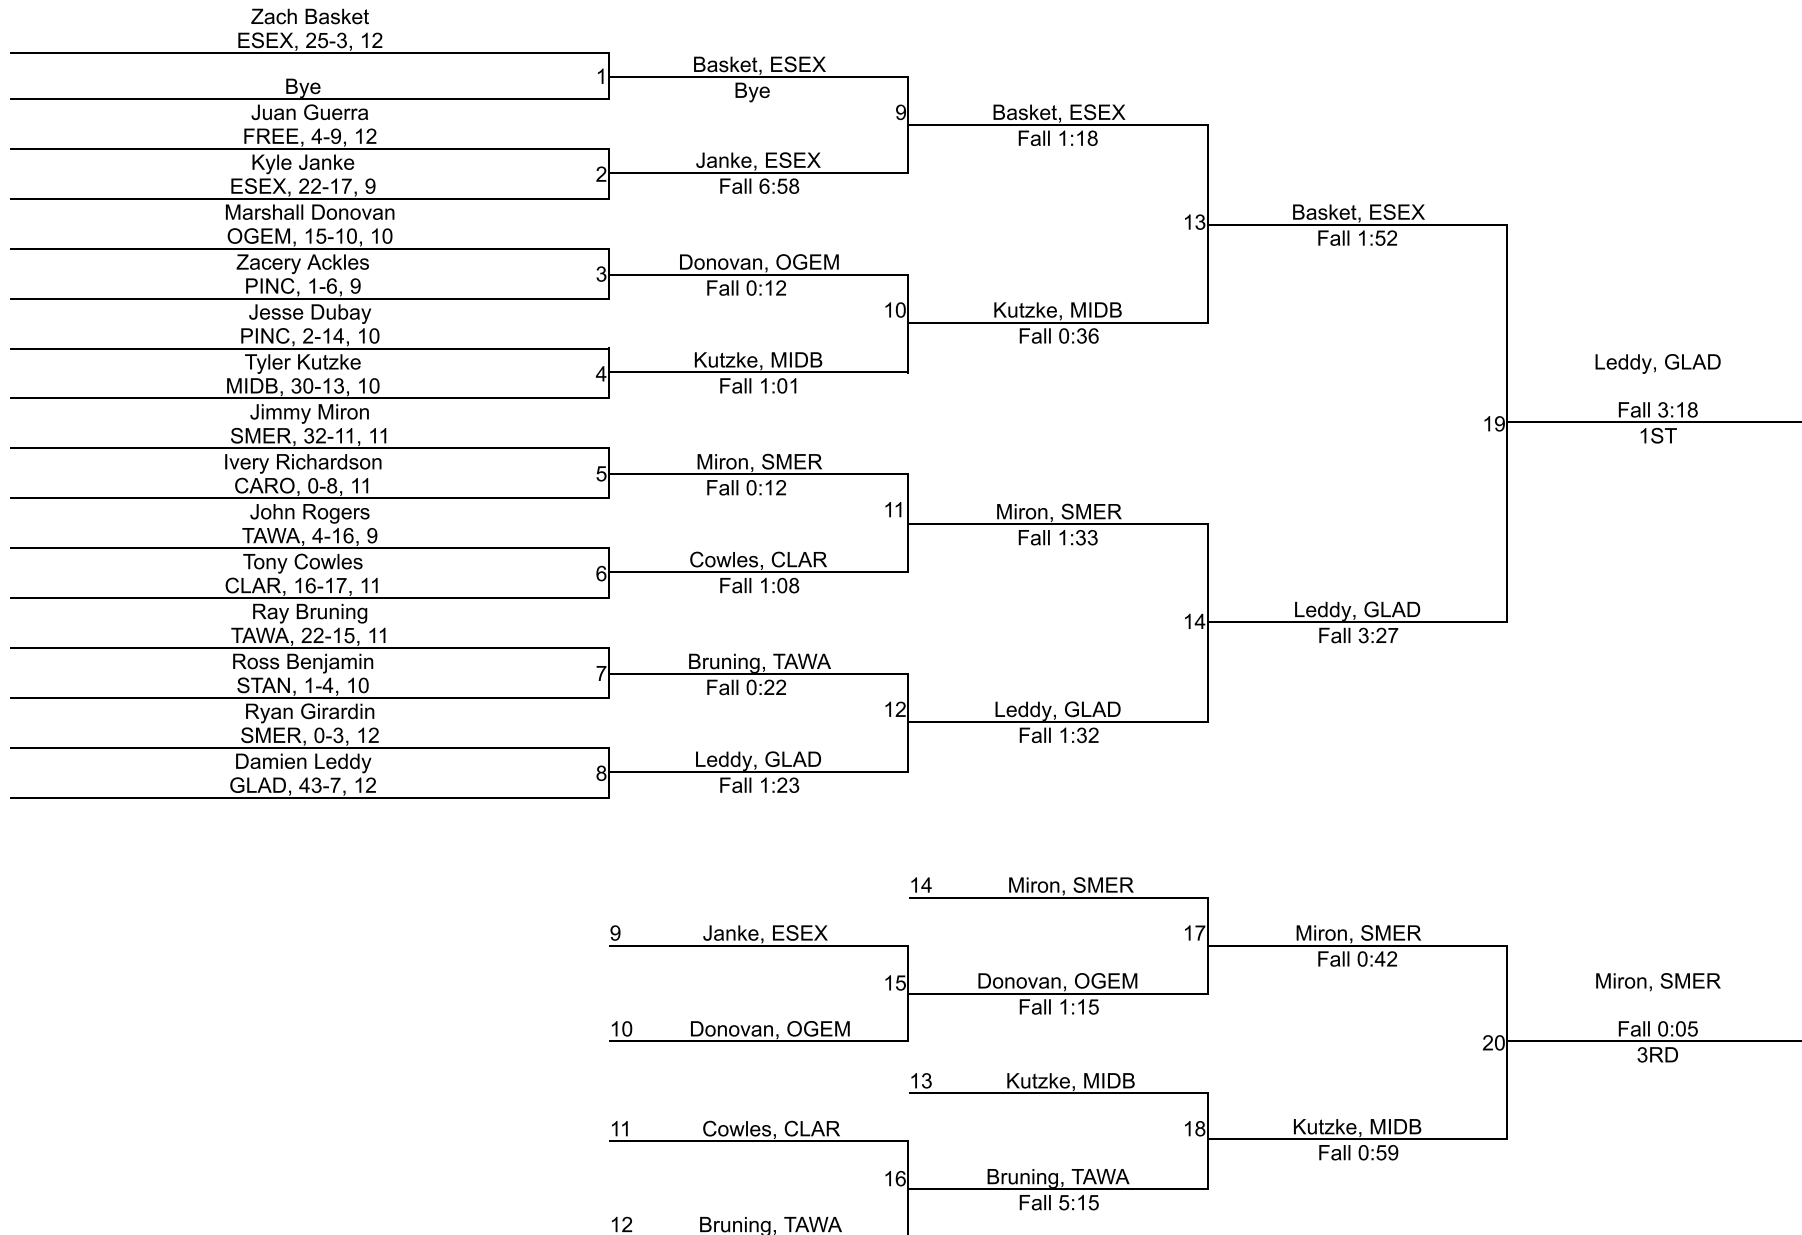 Zach Basket
ESEX, 25-3, 12
Bye
Juan Guerra
FREE, 4-9, 12
Kyle Janke
ESEX, 22-17, 9
Marshall Donovan
OGEM, 15-10, 10
Zacery Ackles
PINC, 1-6, 9
Jesse Dubay
PINC, 2-14, 10
Tyler Kutzke
MIDB, 30-13, 10
Jimmy Miron
SMER, 32-11, 11
Ivery Richardson
CARO, 0-8, 11
John Rogers
TAWA, 4-16, 9
Tony Cowles
CLAR, 16-17, 11
Ray Bruning
TAWA, 22-15, 11
Ross Benjamin
STAN, 1-4, 10
Ryan Girardin
SMER, 0-3, 12
Damien Leddy
GLAD, 43-7, 12
1
2
3
4
5
6
7
8
Basket, ESEX
Bye
Janke, ESEX
Fall 6:58
Donovan, OGEM
Fall 0:12
Kutzke, MIDB
Fall 1:01
Miron, SMER
Fall 0:12
Cowles, CLAR
Fall 1:08
Bruning, TAWA
Fall 0:22
Leddy, GLAD
Fall 1:23
9
10
11
12
Basket, ESEX
Fall 1:18
Kutzke, MIDB
Fall 0:36
Miron, SMER
Fall 1:33
Leddy, GLAD
Fall 1:32
13
14
Basket, ESEX
Fall 1:52
Leddy, GLAD
Fall 3:27
19
Leddy, GLAD
Fall 3:18
1ST
9 Janke, ESEX
10 Donovan, OGEM
11 Cowles, CLAR
12 Bruning, TAWA
15
16
14 Miron, SMER
Donovan, OGEM
Fall 1:15
13 Kutzke, MIDB
Bruning, TAWA
Fall 5:15
17
18
Miron, SMER
Fall 0:42
Kutzke, MIDB
Fall 0:59
20
Miron, SMER
Fall 0:05
3RD